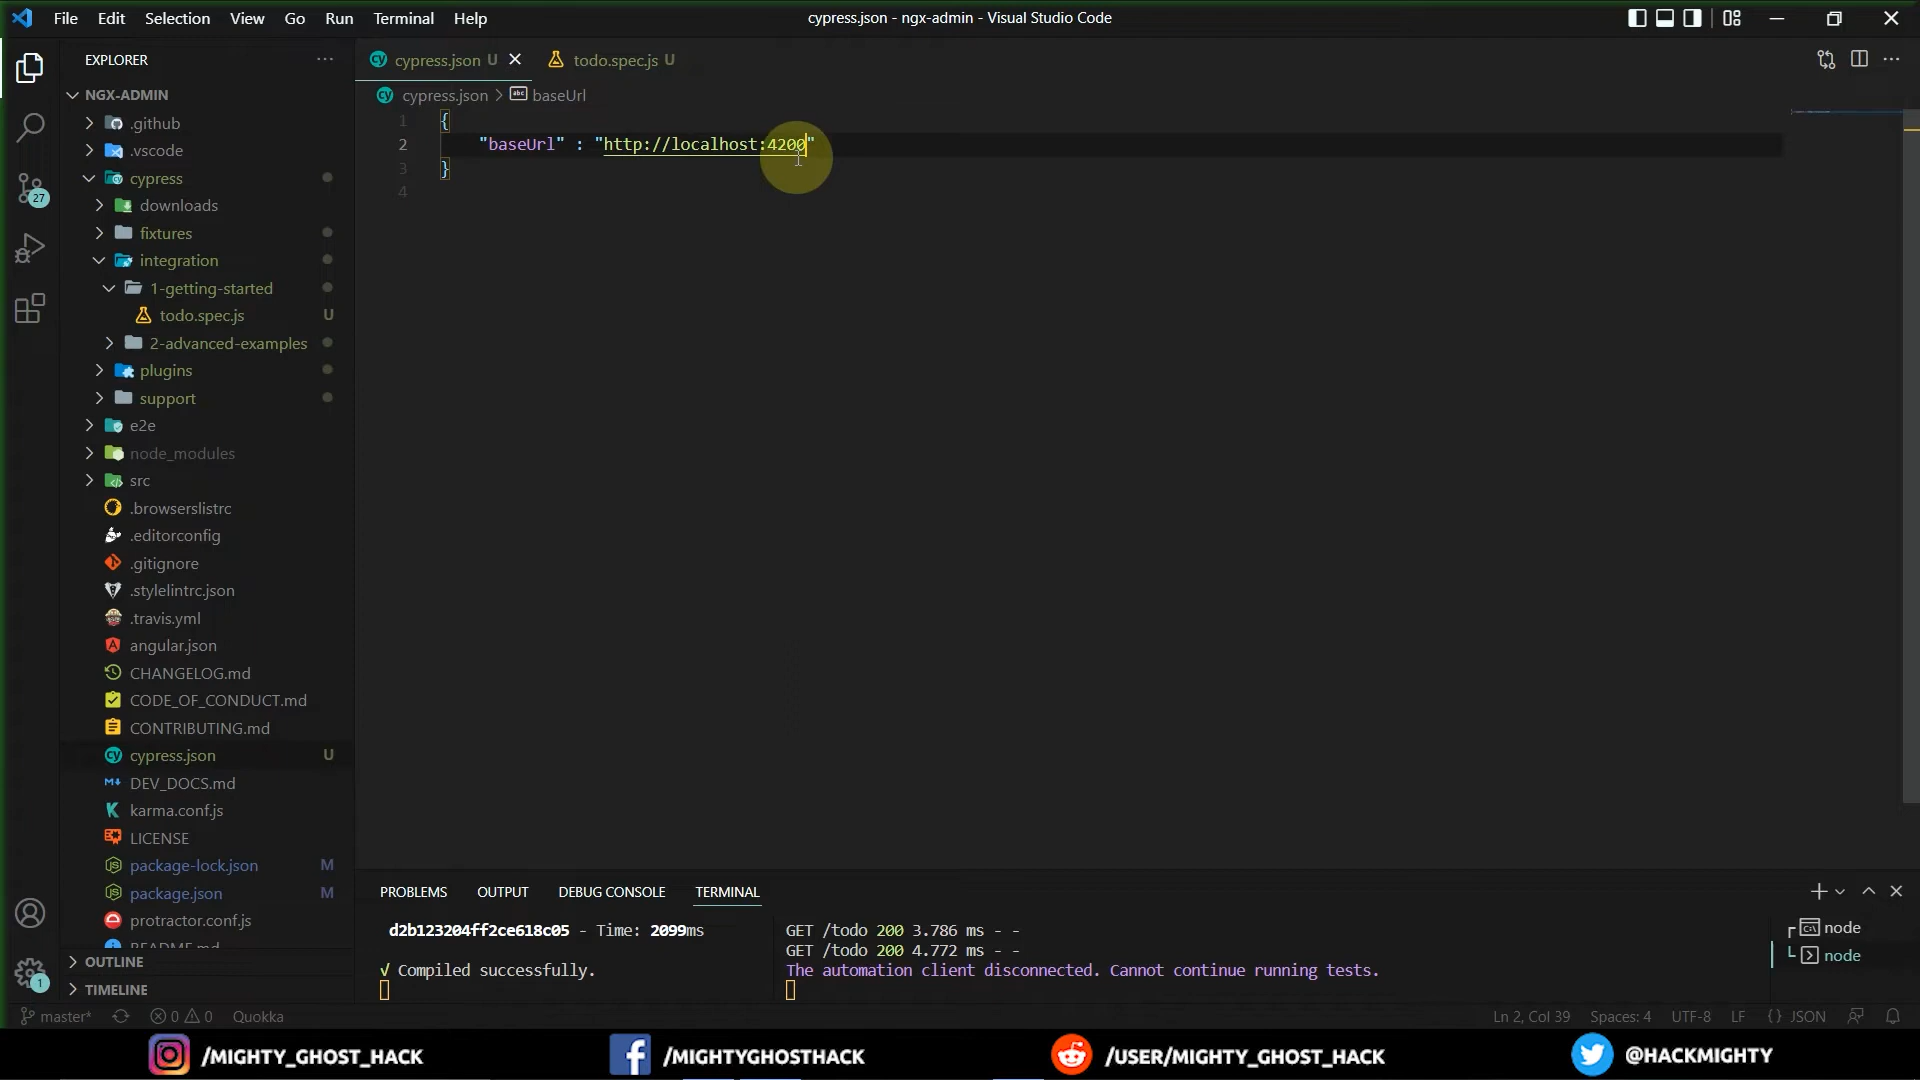 File Edit Selection View Go Run Terminal Help
cypress.json - ngx-admin - Visual Studio Code
EXPLORER
NGX-ADMIN
.github
.vscode
cypress
downloads
fixtures
integration
1-getting-started
todo.spec.js U
2-advanced-examples
plugins
support
e2e
node_modules
src
.browserslistrc
.editorconfig
.gitignore
.stylelintrc.json
.travis.yml
angular.json
CHANGELOG.md
CODE_OF_CONDUCT.md
CONTRIBUTING.md
cypress.json U
DEV_DOCS.md
karma.conf.js
LICENSE
package-lock.json M
package.json M
protractor.conf.js
README.md
OUTLINE
TIMELINE
27
1
cypress.json U todo.spec.js U
cypress.json > baseUrl
1 {
2 "baseUrl" : "http://localhost:4200"
3 }
4
PROBLEMS OUTPUT DEBUG CONSOLE TERMINAL
d2b123204ff2ce618c05 - Time: 2099ms
√ Compiled successfully.
GET /todo 200 3.786 ms - -
GET /todo 200 4.772 ms - -
The automation client disconnected. Cannot continue running tests.
node
node
master* 0 0 Quokka Ln 2, Col 39 Spaces: 4 UTF-8 LF {} JSON
/MIGHTY_GHOST_HACK /MIGHTYGHOSTHACK /USER/MIGHTY_GHOST_HACK @HACKMIGHTY